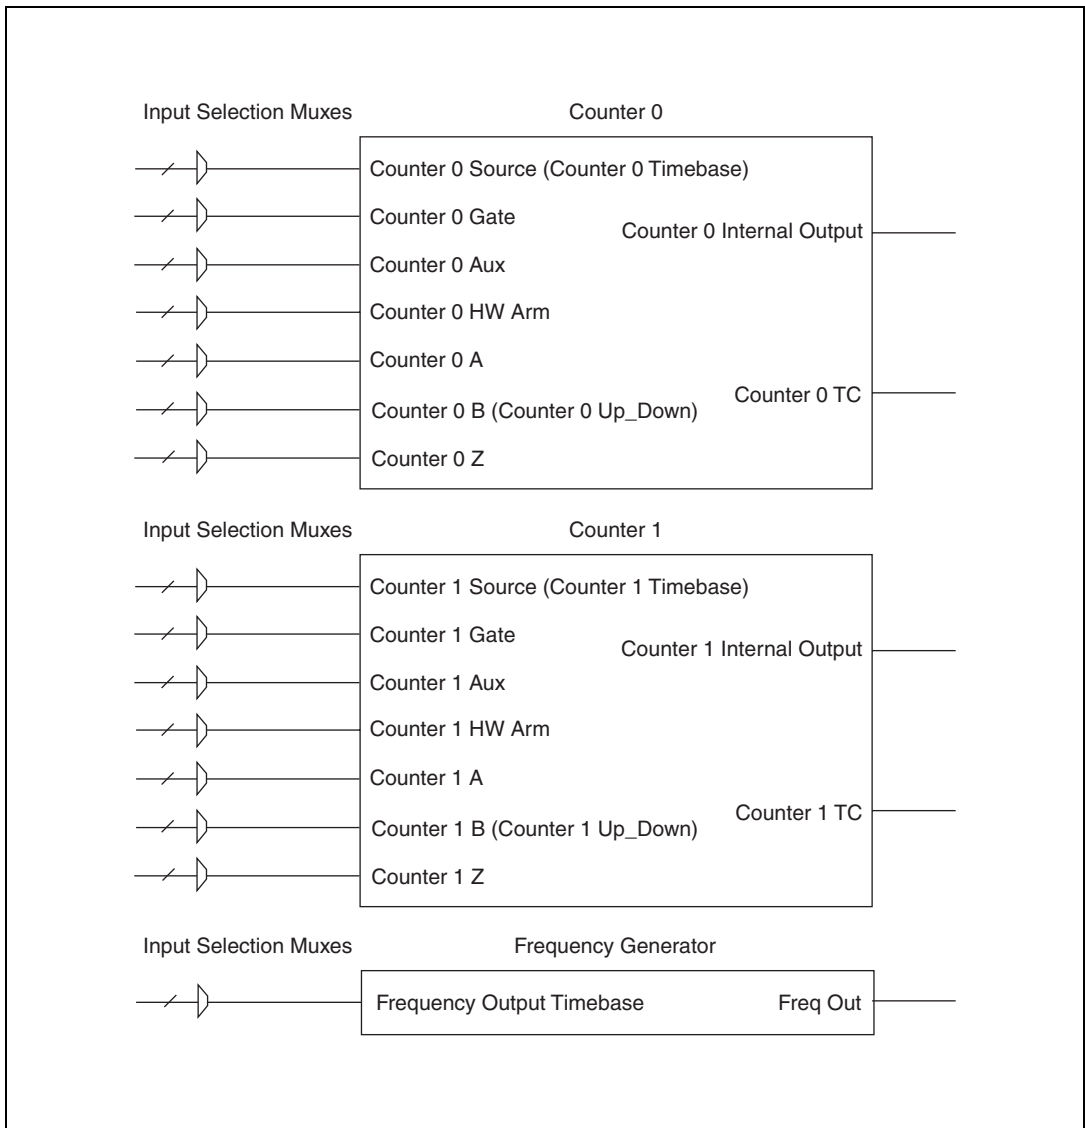 Input Selection Muxes
Counter 0
Counter 0 Source (Counter 0 Timebase)
Counter 0 Gate
Counter 0 Internal Output
Counter 0 Aux
Counter 0 HW Arm
Counter 0 A
Counter 0 TC
Counter 0 B (Counter 0 Up_Down)
Counter 0 Z
Input Selection Muxes
Counter 1
Counter 1 Source (Counter 1 Timebase)
Counter 1 Gate
Counter 1 Internal Output
Counter 1 Aux
Counter 1 HW Arm
Counter 1 A
Counter 1 TC
Counter 1 B (Counter 1 Up_Down)
Counter 1 Z
Input Selection Muxes
Frequency Generator
Frequency Output Timebase
Freq Out